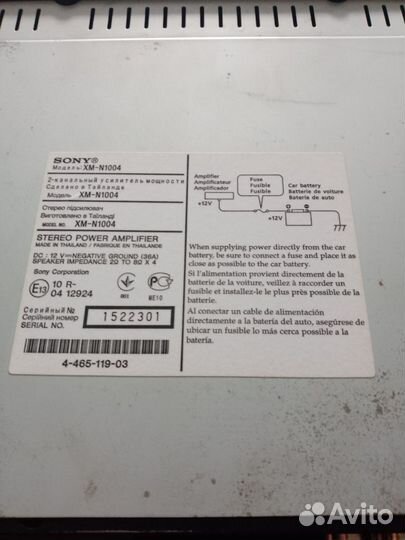 SONY®
Модель: XM-N1004
2-канальный усилитель мощности
Сделано в Таиланде
Модель XM-N1004
Стерео підсилювач
Виготовлено в Таїланді
MODEL NO. XM-N1004
STEREO POWER AMPLIFIER
MADE IN THAILAND / FABRIQUÉ EN THAÏLANDE
DC : 12 V NEGATIVE GROUND (36A)
SPEAKER IMPEDANCE 2Ω TO 8Ω X 4
Sony Corporation
E13
10 R-
04 12924
001
ME10
Серийный №
Серійний номер
SERIAL NO.
1522301
4-465-119-03
Amplifier
Amplificateur
Amplificador
+12V
Fuse
Fusible
Fusible
+12V
Car battery
Batterie de voiture
Batería de auto
When supplying power directly from the car
battery, be sure to connect a fuse and place it as
close as possible to the car battery.
Si l'alimentation provient directement de la
batterie de la voiture, veillez à raccorder un
fusible et installez-le le plus près possible de la
batterie.
Al conectar un cable de alimentación
directamente a la batería del auto, asegúrese de
ubicar un fusible lo más cerca posible de la
batería.
Avito